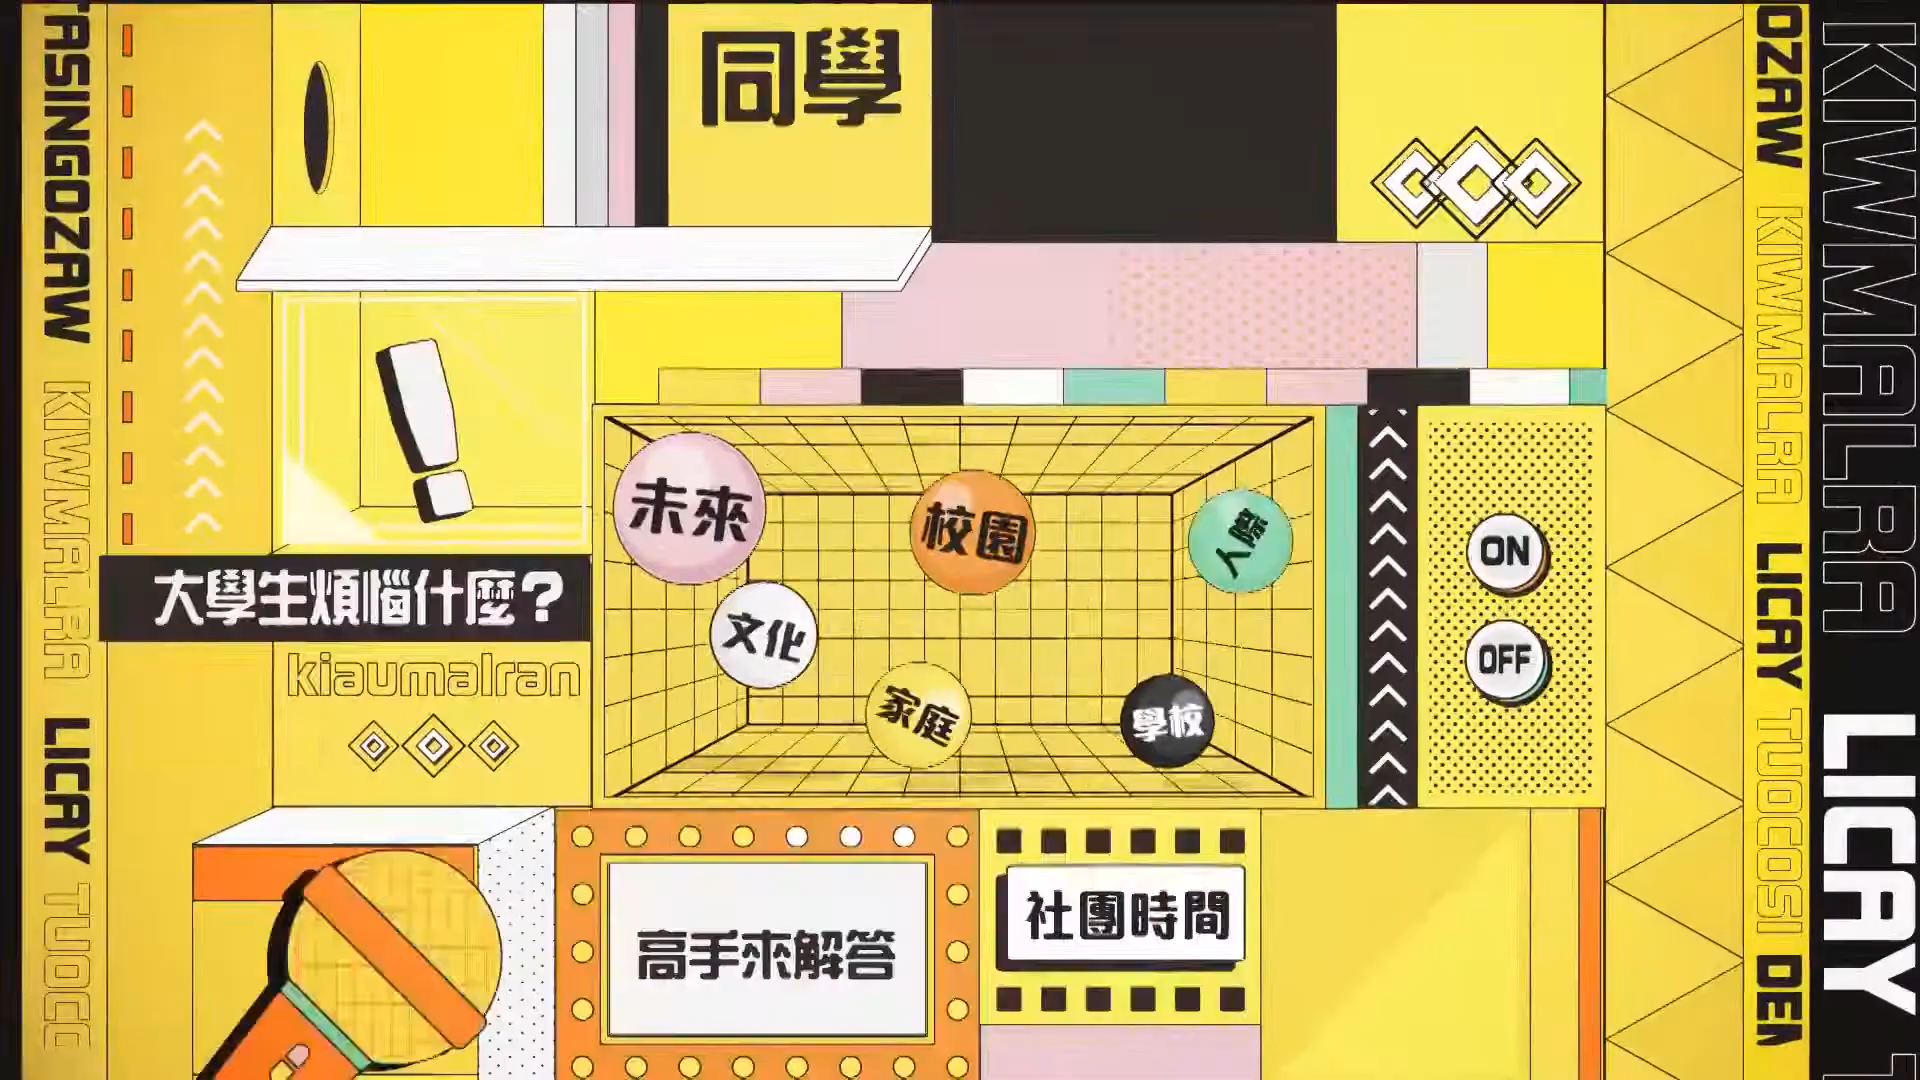 同學
TASINGOZAW KIWMALRA LICAY TUOCO
大學生煩惱什麼?
kiaumalran
未來
校園
人際
文化
家庭
學校
ON
OFF
高手來解答
社團時間
OZAW KIWMALRA LICAY TUOCOSI DEN
KIWMALRA LICAY